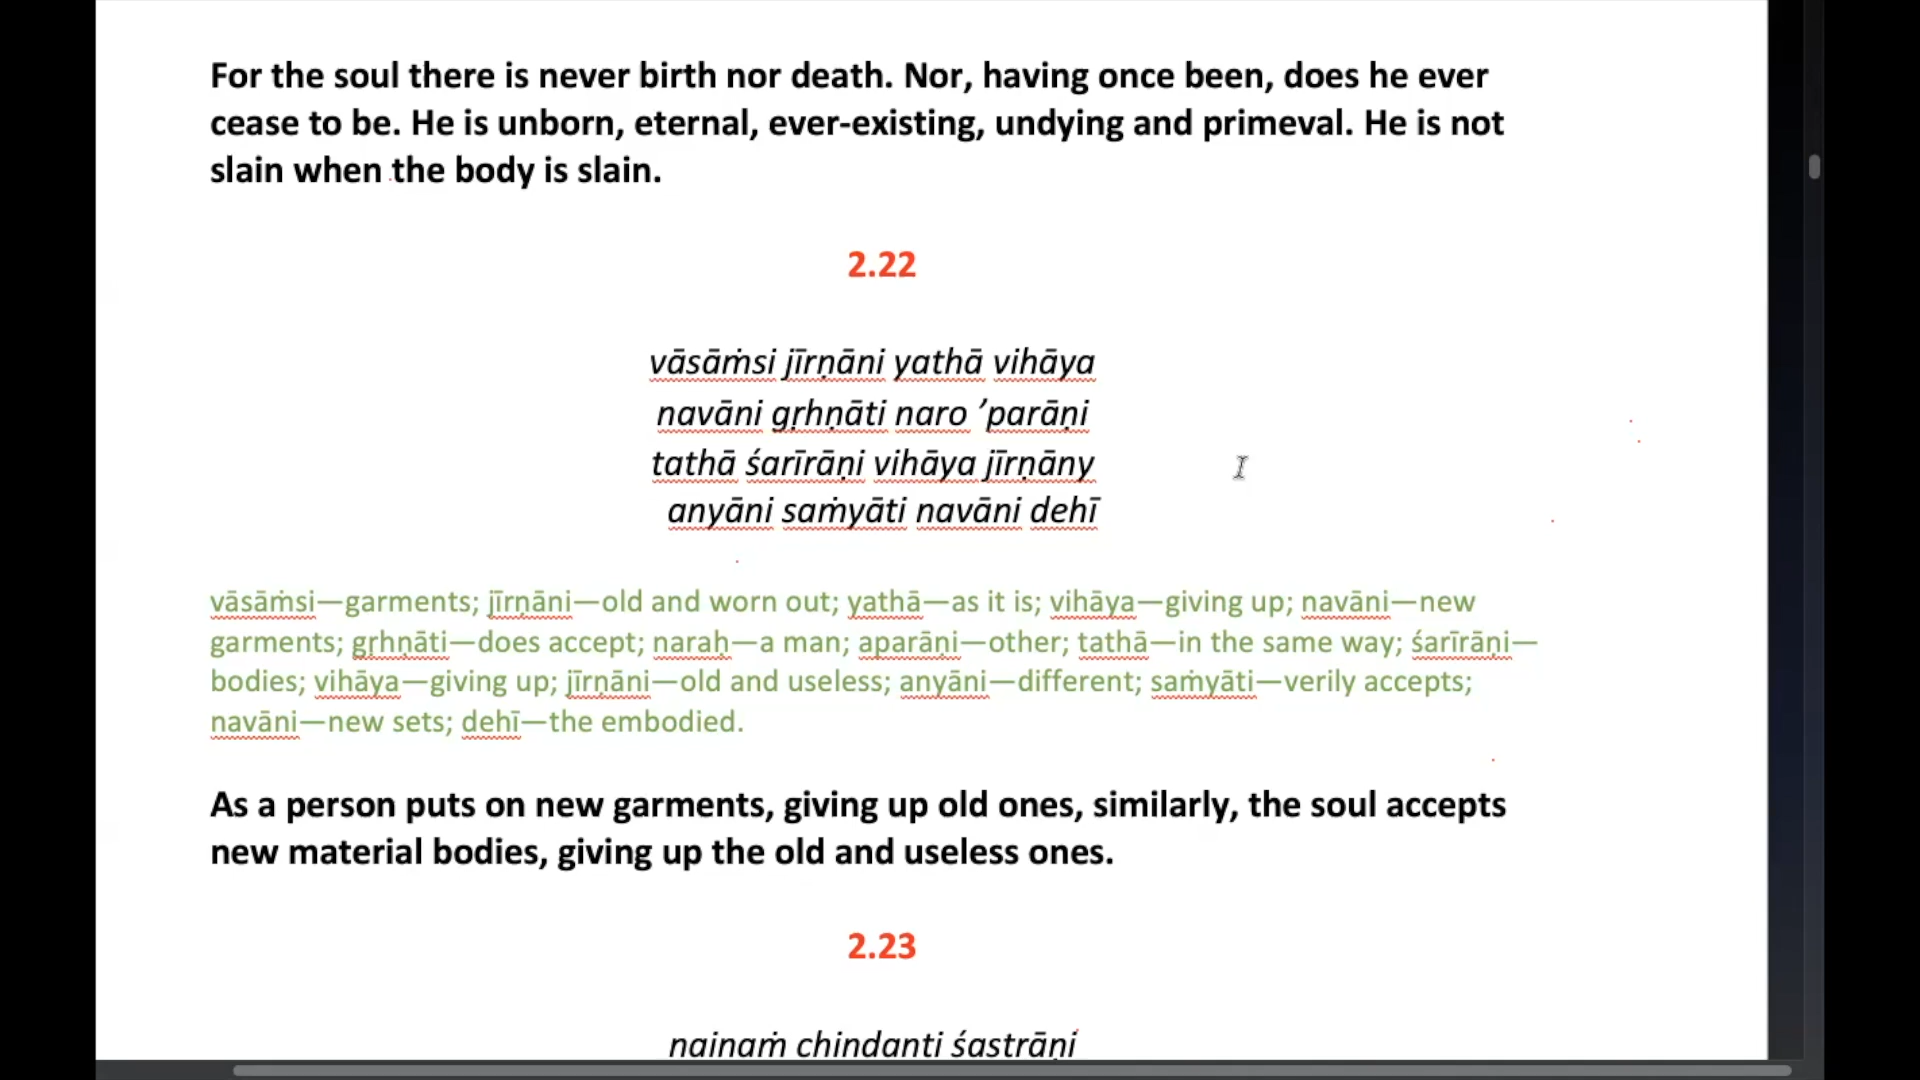 For the soul there is never birth nor death. Nor, having once been, does he ever
cease to be. He is unborn, eternal, ever-existing, undying and primeval. He is not
slain when the body is slain.
2.22
vāsāṁsi jīrṇāni yathā vihāya
navāni gṛhṇāti naro ’parāṇi
tathā śarīrāṇi vihāya jīrṇāny
anyāni saṁyāti navāni dehī
vāsāṁsi—garments; jīrṇāni—old and worn out; yathā—as it is; vihāya—giving up; navāni—new
garments; gṛhṇāti—does accept; naraḥ—a man; aparāṇi—other; tathā—in the same way; śarīrāṇi—
bodies; vihāya—giving up; jīrṇāni—old and useless; anyāni—different; saṁyāti—verily accepts;
navāni—new sets; dehī—the embodied.
As a person puts on new garments, giving up old ones, similarly, the soul accepts
new material bodies, giving up the old and useless ones.
2.23
nainaṁ chindanti śastrāṇi